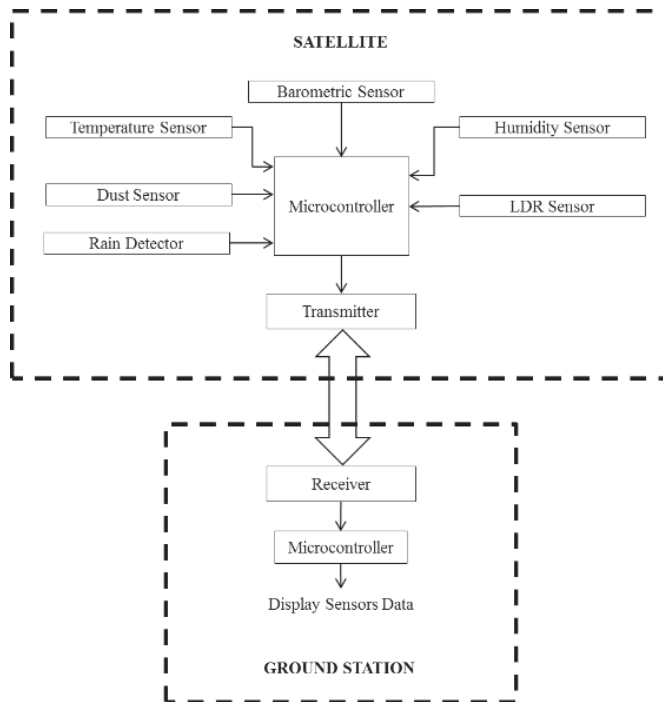 SATELLITE
Barometric Sensor
Temperature Sensor
Humidity Sensor
Dust Sensor
Microcontroller
LDR Sensor
Rain Detector
Transmitter
Receiver
Microcontroller
Display Sensors Data
GROUND STATION